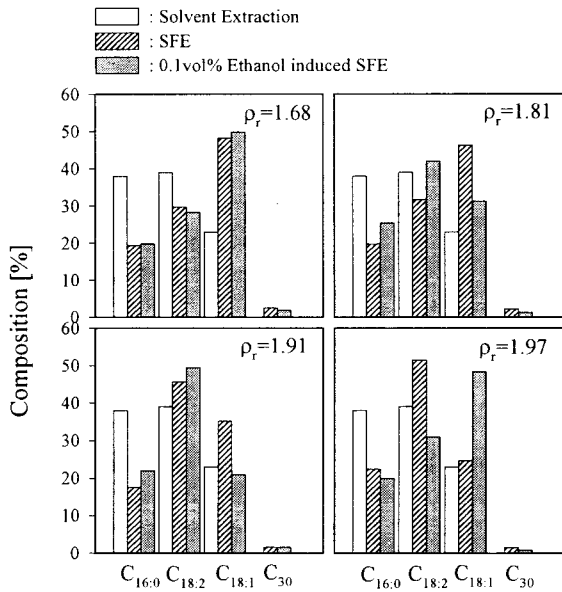 : Solvent Extraction
: SFE
: 0.1vol% Ethanol induced SFE
Composition [%]
60
50
40
30
20
10
0
ρr=1.68
ρr=1.81
60
50
40
30
20
10
0
ρr=1.91
ρr=1.97
C16:0 C18:2 C18:1 C30
C16:0 C18:2 C18:1 C30